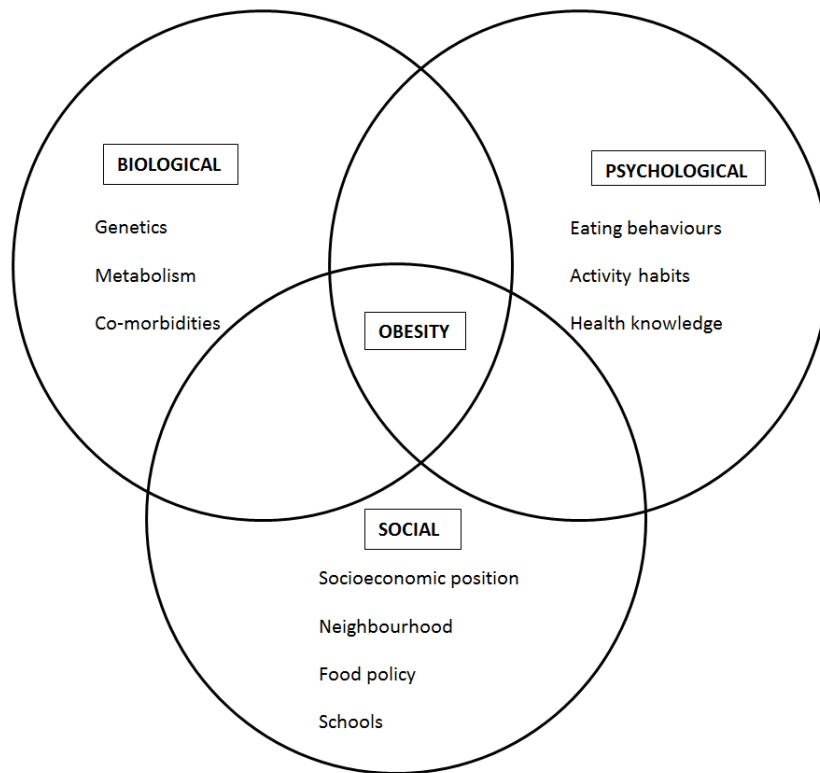 BIOLOGICAL
Genetics
Metabolism
Co-morbidities
PSYCHOLOGICAL
Eating behaviours
Activity habits
Health knowledge
OBESITY
SOCIAL
Socioeconomic position
Neighbourhood
Food policy
Schools